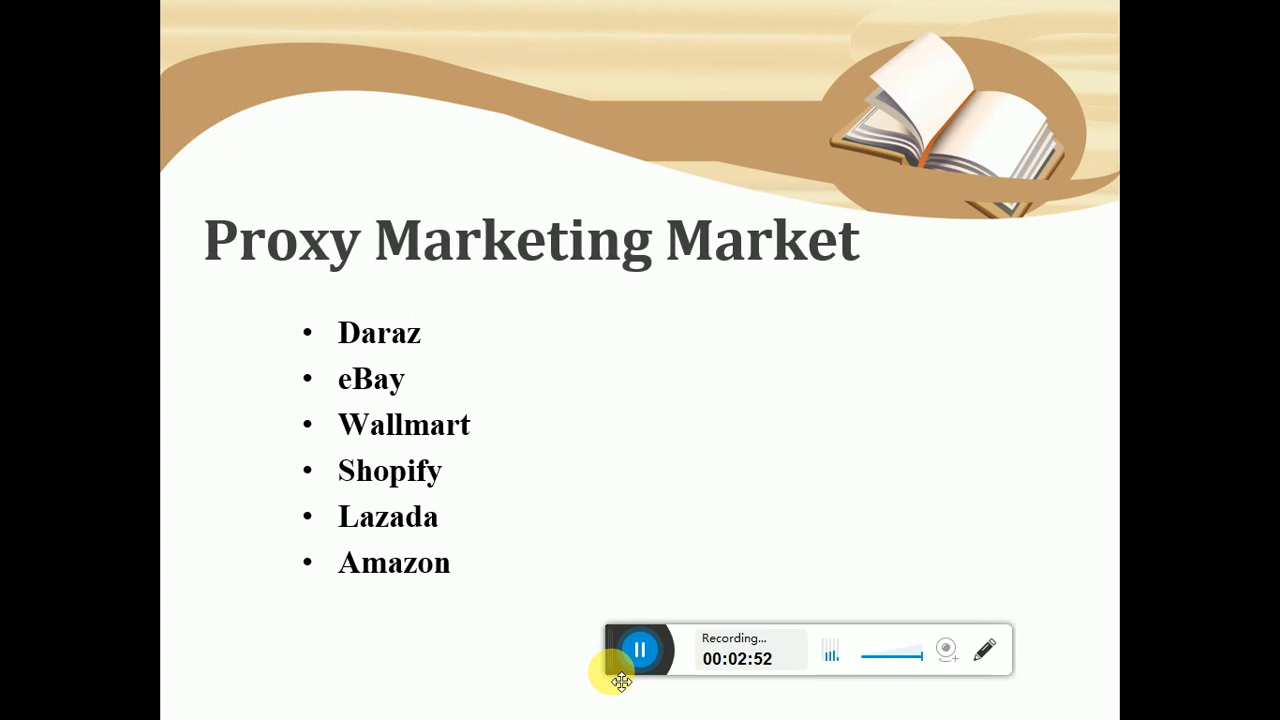 Proxy Marketing Market
• Daraz
• eBay
• Wallmart
• Shopify
• Lazada
• Amazon
Recording...
00:02:52